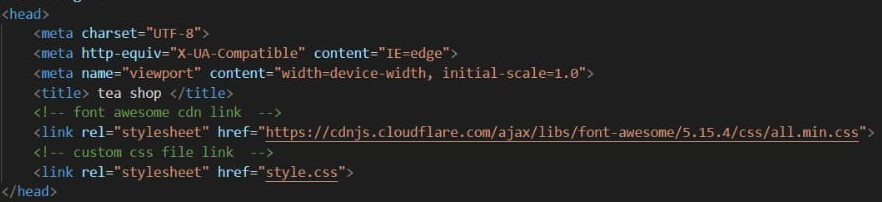 <head>
    <meta charset="UTF-8">
    <meta http-equiv="X-UA-Compatible" content="IE=edge">
    <meta name="viewport" content="width=device-width, initial-scale=1.0">
    <title> tea shop </title>
    <!-- font awesome cdn link  -->
    <link rel="stylesheet" href="https://cdnjs.cloudflare.com/ajax/libs/font-awesome/5.15.4/css/all.min.css">
    <!-- custom css file link  -->
    <link rel="stylesheet" href="style.css">
</head>